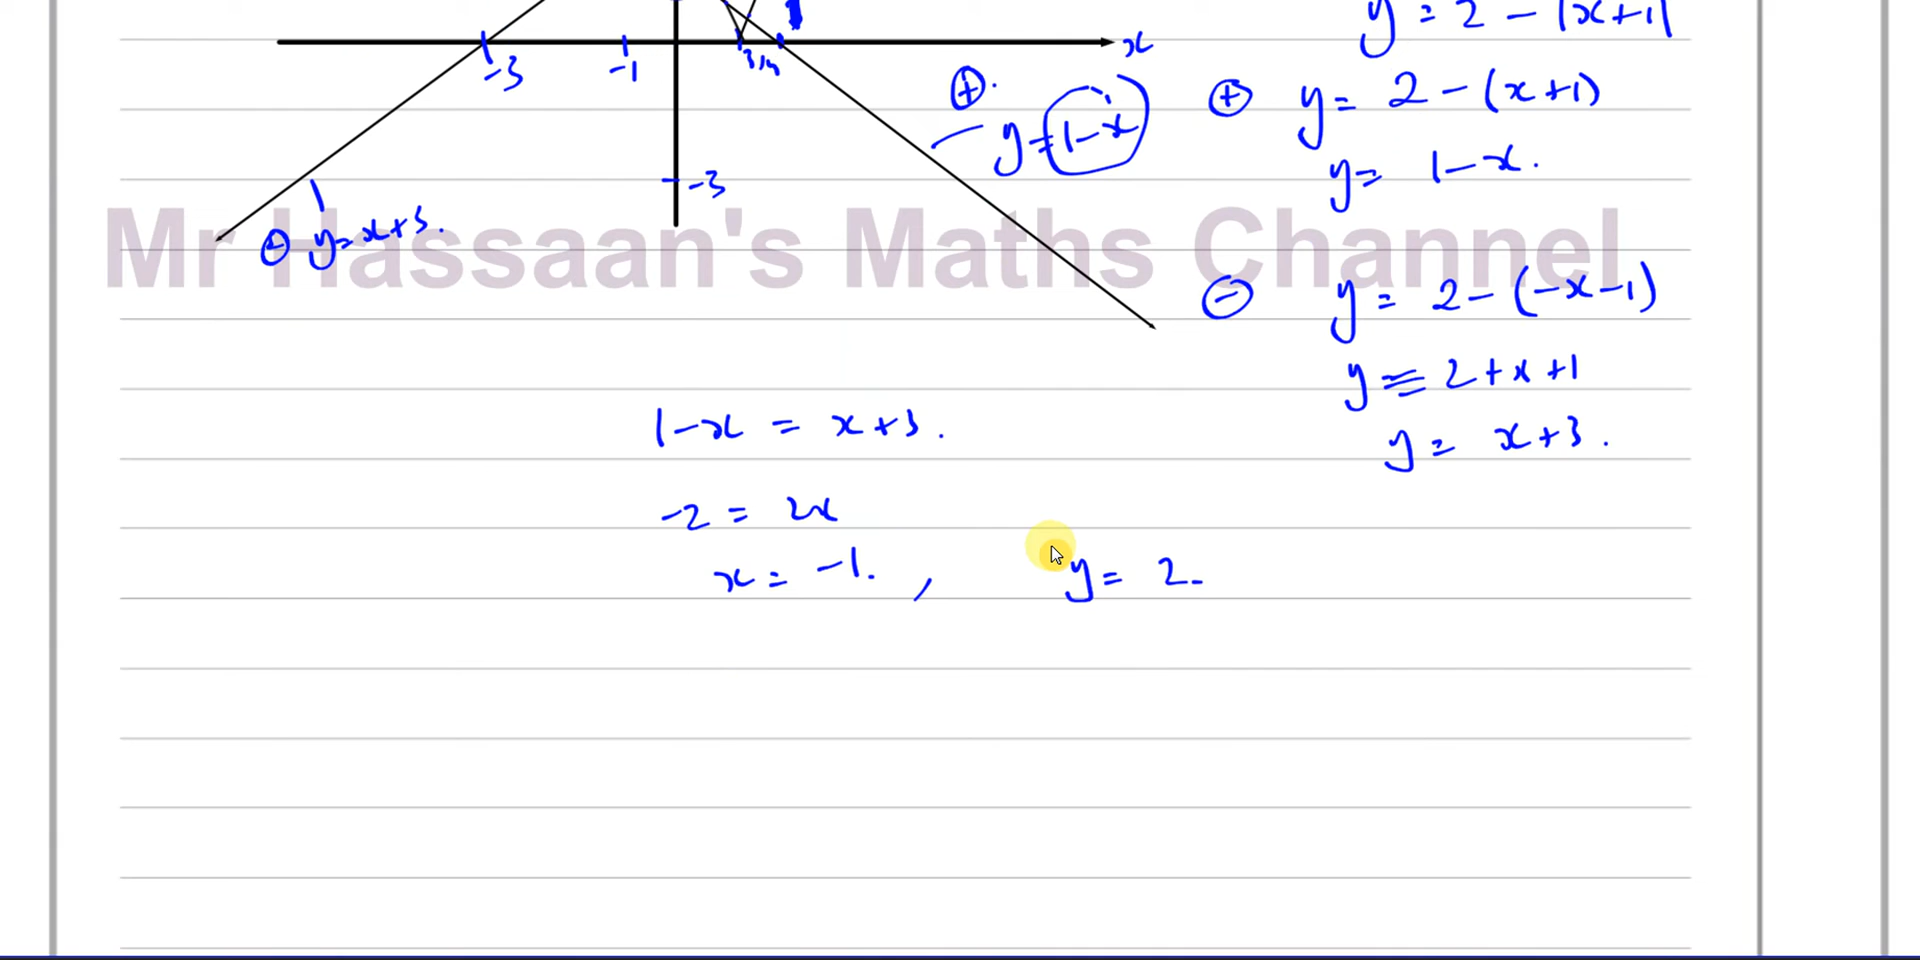 y = 2 - |x+1|
x
-3
-1
3/4
⊕.
y = 1-x
⊕ y = 2 - (x+1)
y = 1-x.
-3
⊖ y = x+3.
Mr Hassaan's Maths Channel
⊖ y = 2 - (-x-1)
y = 2+x+1
1-x = x+3.
y = x+3.
-2 = 2x
x = -1. , y = 2.